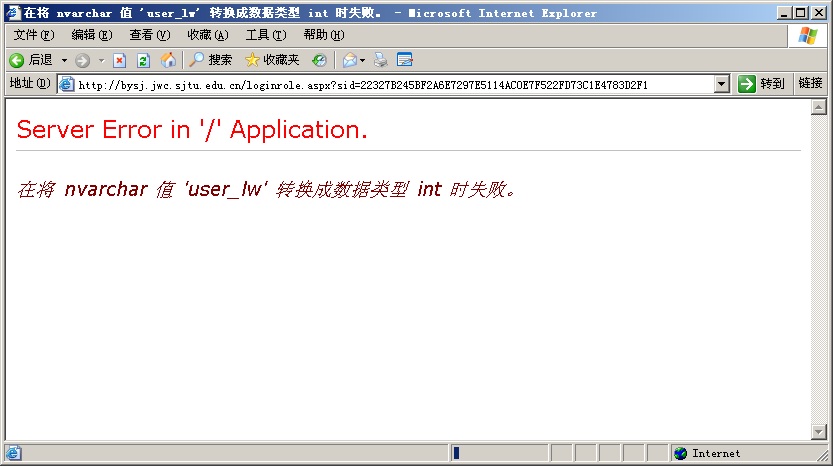 在将 nvarchar 值 'user_lw' 转换成数据类型 int 时失败。 - Microsoft Internet Explorer
文件(F) 编辑(E) 查看(V) 收藏(A) 工具(T) 帮助(H)
后退 搜索 收藏夹
地址(D) http://bysj.jwc.sjtu.edu.cn/loginrole.aspx?sid=22327B245BF2A6E7297E5114AC0E7F522FD73C1E4783D2F1 转到 链接
Server Error in '/' Application.
在将 nvarchar 值 'user_lw' 转换成数据类型 int 时失败。
Internet